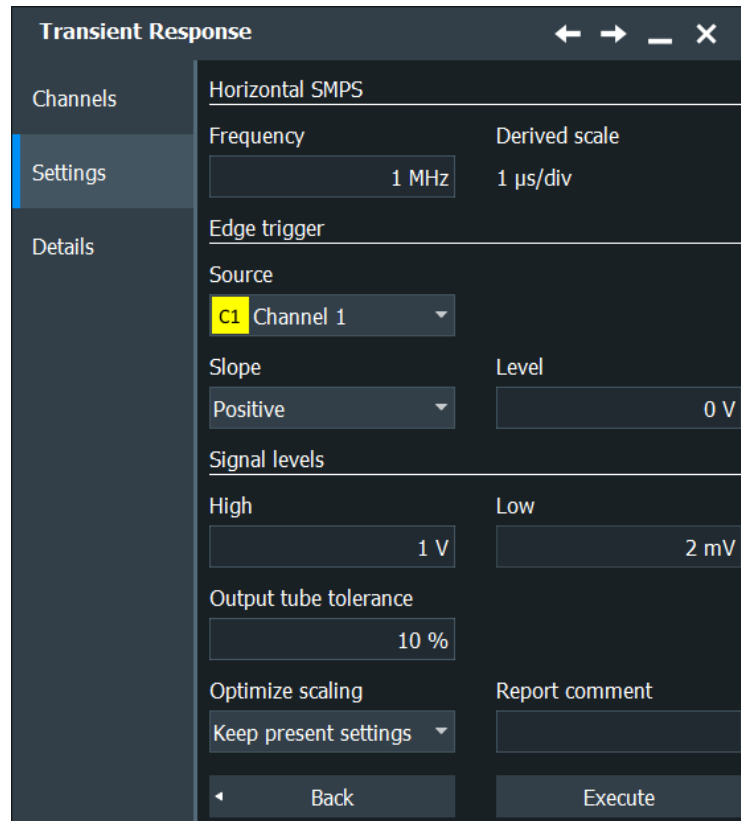 Transient Response
Channels
Settings
Details
Horizontal SMPS
Frequency
Derived scale
1 MHz
1 µs/div
Edge trigger
Source
C1 Channel 1
Slope
Level
Positive
0 V
Signal levels
High
Low
1 V
2 mV
Output tube tolerance
10 %
Optimize scaling
Report comment
Keep present settings
Back
Execute